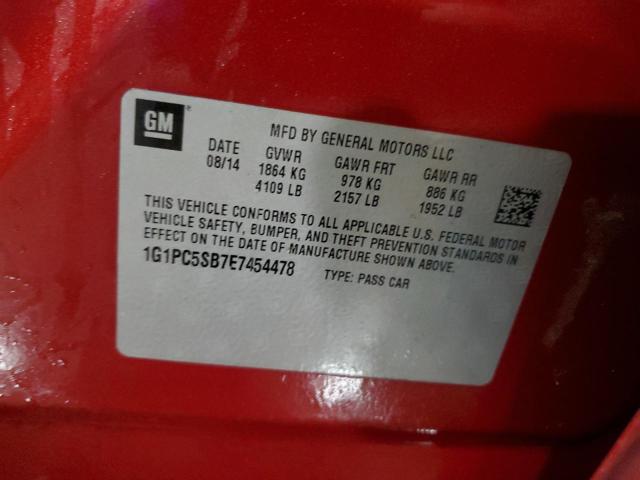 GM®
MFD BY GENERAL MOTORS LLC
DATE GVWR GAWR FRT GAWR RR
08/14 1864 KG 978 KG 886 KG
4109 LB 2157 LB 1952 LB
THIS VEHICLE CONFORMS TO ALL APPLICABLE U.S. FEDERAL MOTOR
VEHICLE SAFETY, BUMPER, AND THEFT PREVENTION STANDARDS IN
EFFECT ON THE DATE OF MANUFACTURE SHOWN ABOVE.
1G1PC5SB7E7454478 TYPE: PASS CAR